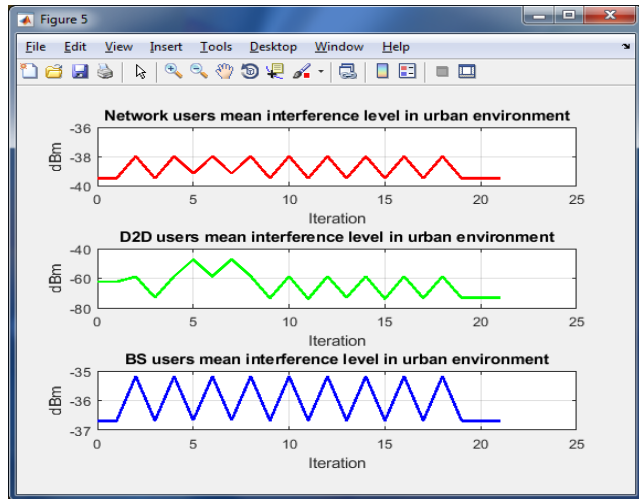 Figure 5
File Edit View Insert Tools Desktop Window Help
Network users mean interference level in urban environment
-36
-38
-40
dBm
0 5 10 15 20 25
Iteration
D2D users mean interference level in urban environment
-40
-60
-80
dBm
0 5 10 15 20 25
Iteration
BS users mean interference level in urban environment
-35
-36
-37
dBm
0 5 10 15 20 25
Iteration